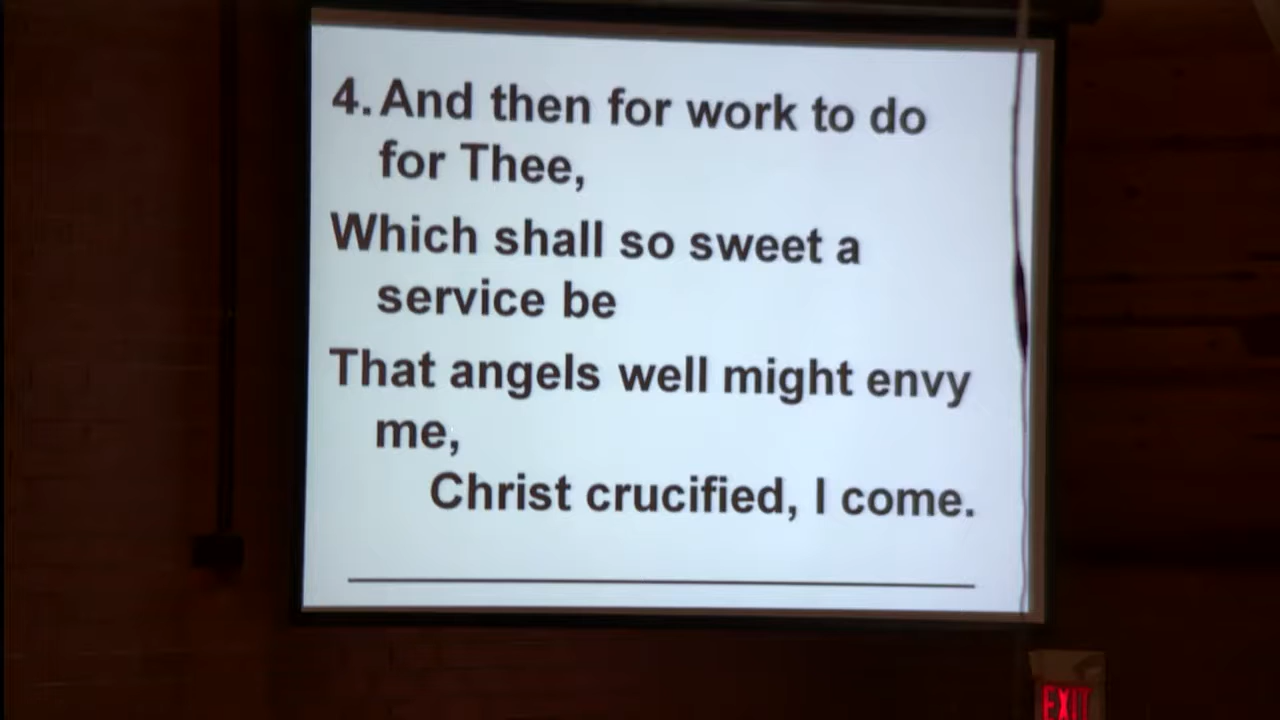 4. And then for work to do
for Thee,
Which shall so sweet a
service be
That angels well might envy
me,
Christ crucified, I come.
EXIT